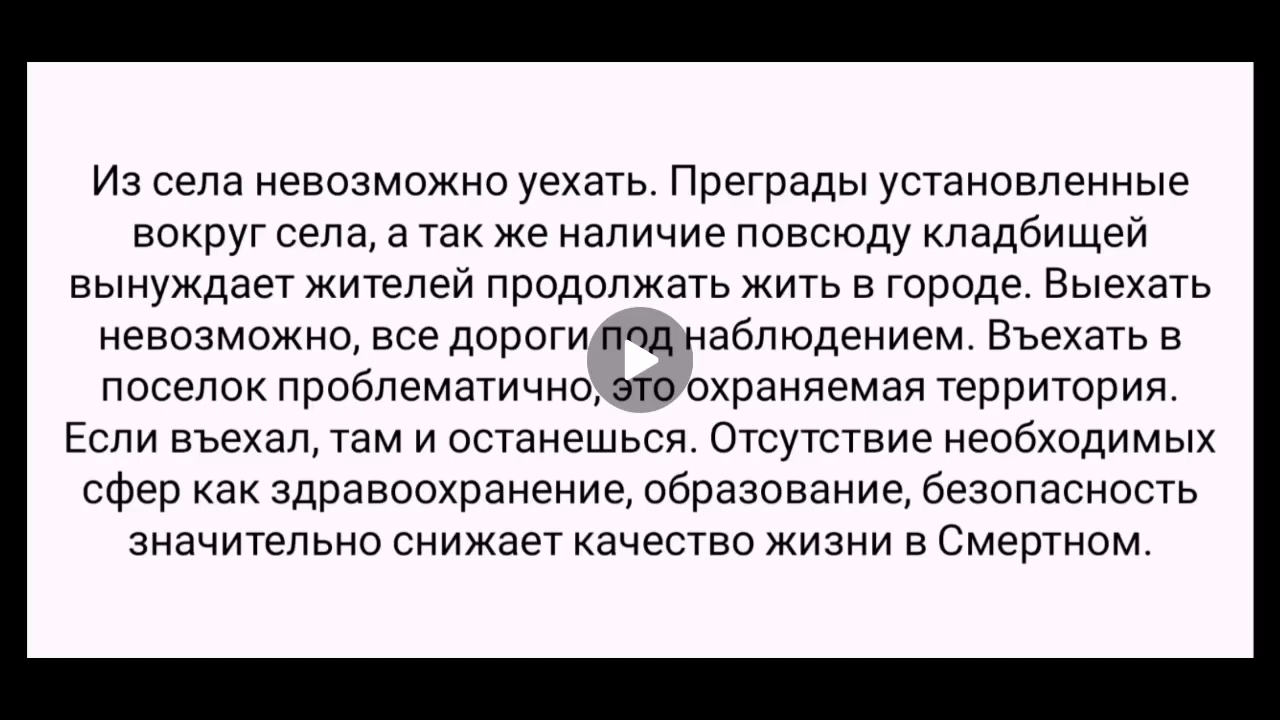 Из села невозможно уехать. Преграды установленные
вокруг села, а так же наличие повсюду кладбищей
вынуждает жителей продолжать жить в городе. Выехать
невозможно, все дороги под наблюдением. Въехать в
поселок проблематично, это охраняемая территория.
Если въехал, там и останешься. Отсутствие необходимых
сфер как здравоохранение, образование, безопасность
значительно снижает качество жизни в Смертном.